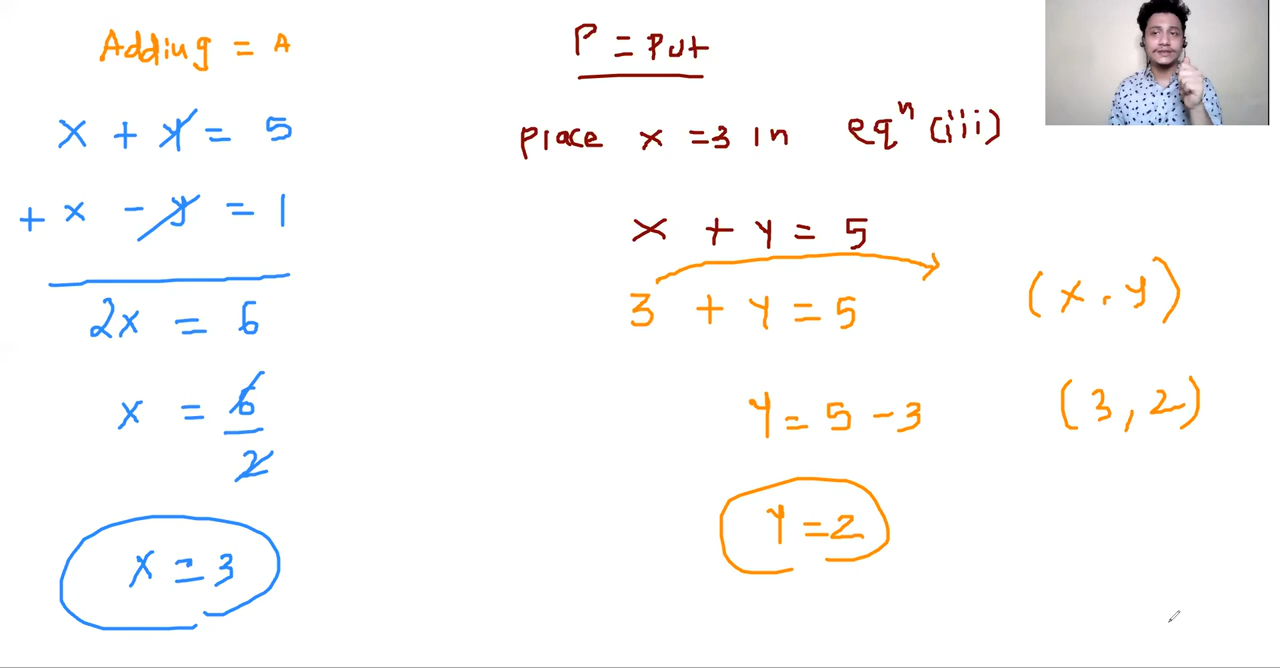 Adding = A
x + y = 5
+ x - y = 1
2x = 6
x = 6
2
x = 3
P = Put
place x = 3 in eqⁿ (iii)
x + y = 5
3 + y = 5
y = 5 - 3
y = 2
(x, y)
(3, 2)